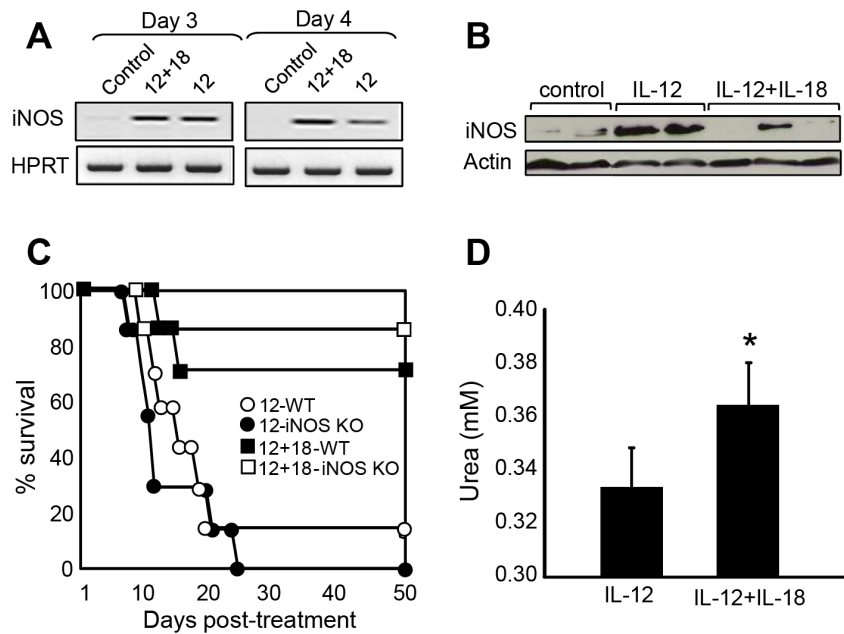 A
Day 3
Day 4
Control
12+18
12
Control
12+18
12
iNOS
HPRT
B
control
IL-12
IL-12+IL-18
iNOS
Actin
C
100
80
60
40
20
0
% survival
12-WT
12-iNOS KO
12+18-WT
12+18-iNOS KO
1
10
20
30
40
50
Days post-treatment
D
0.40
0.38
0.36
0.34
0.32
0.30
Urea (mM)
*
IL-12
IL-12+IL-18